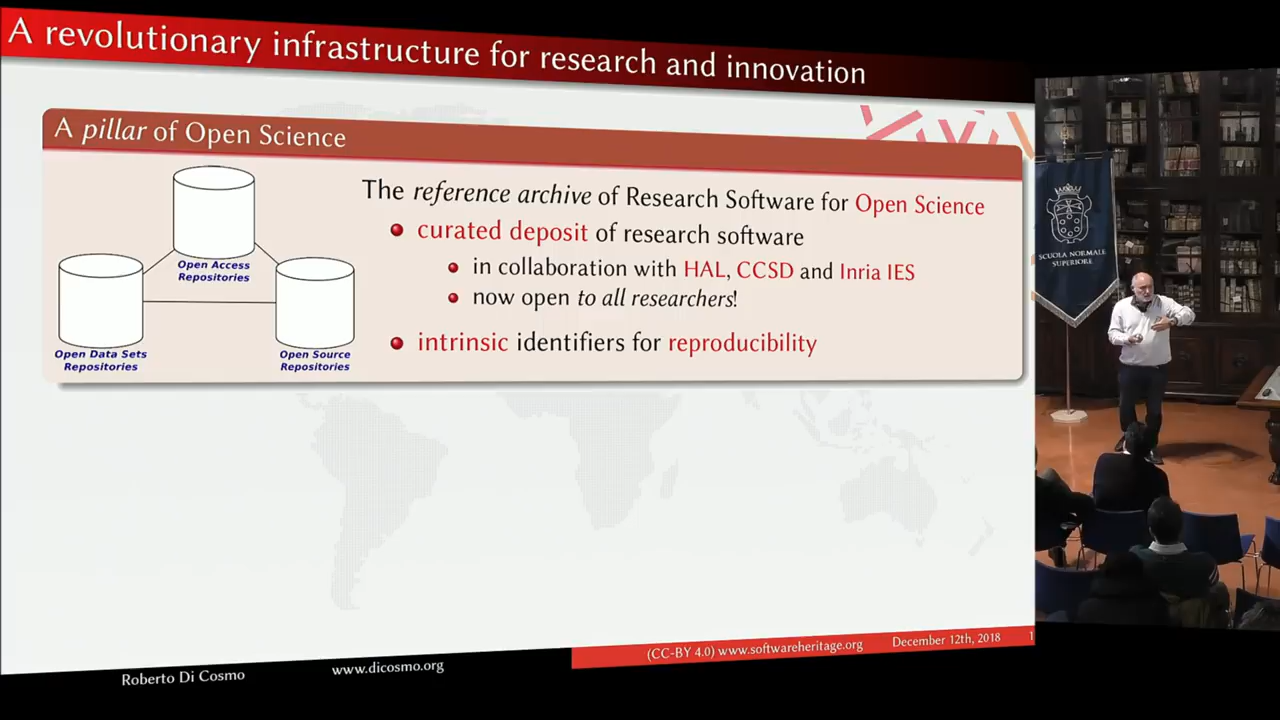 A revolutionary infrastructure for research and innovation
A pillar of Open Science
The reference archive of Research Software for Open Science
curated deposit of research software
in collaboration with HAL, CCSD and Inria IES
now open to all researchers!
intrinsic identifiers for reproducibility
Open Access
Repositories
Open Data Sets
Repositories
Open Source
Repositories
SCUOLA NORMALE
SUPERIORE
(CC-BY 4.0) www.softwareheritage.org December 12th, 2018 1
Roberto Di Cosmo www.dicosmo.org